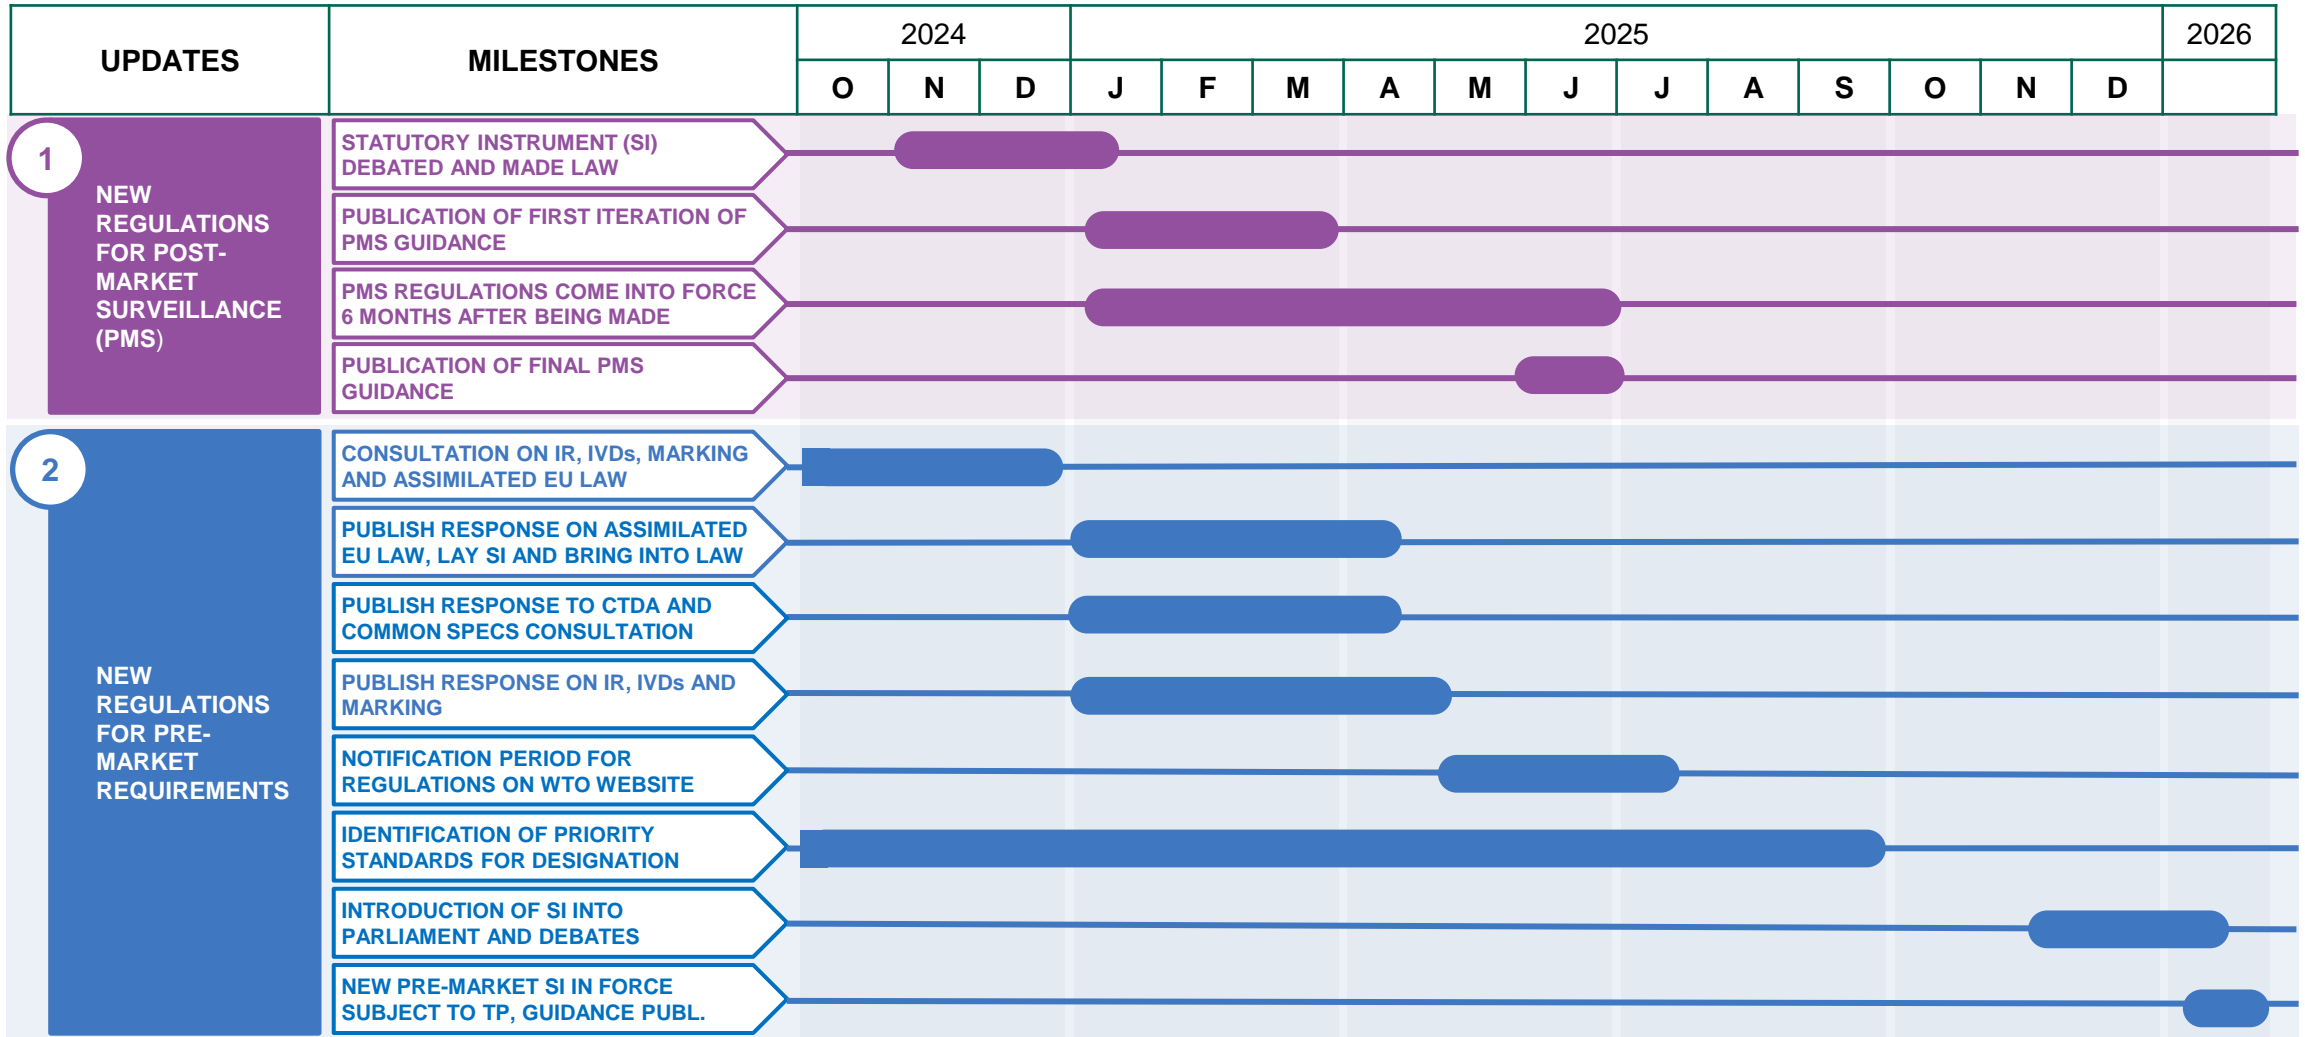 UPDATES
MILESTONES
2024
2025
2026
O N D J F M A M J J A S O N D
1
NEW
REGULATIONS
FOR POST-
MARKET
SURVEILLANCE
(PMS)
STATUTORY INSTRUMENT (SI)
DEBATED AND MADE LAW
PUBLICATION OF FIRST ITERATION OF
PMS GUIDANCE
PMS REGULATIONS COME INTO FORCE
6 MONTHS AFTER BEING MADE
PUBLICATION OF FINAL PMS
GUIDANCE
2
NEW
REGULATIONS
FOR PRE-
MARKET
REQUIREMENTS
CONSULTATION ON IR, IVDs, MARKING
AND ASSIMILATED EU LAW
PUBLISH RESPONSE ON ASSIMILATED
EU LAW, LAY SI AND BRING INTO LAW
PUBLISH RESPONSE TO CTDA AND
COMMON SPECS CONSULTATION
PUBLISH RESPONSE ON IR, IVDs AND
MARKING
NOTIFICATION PERIOD FOR
REGULATIONS ON WTO WEBSITE
IDENTIFICATION OF PRIORITY
STANDARDS FOR DESIGNATION
INTRODUCTION OF SI INTO
PARLIAMENT AND DEBATES
NEW PRE-MARKET SI IN FORCE
SUBJECT TO TP, GUIDANCE PUBL.